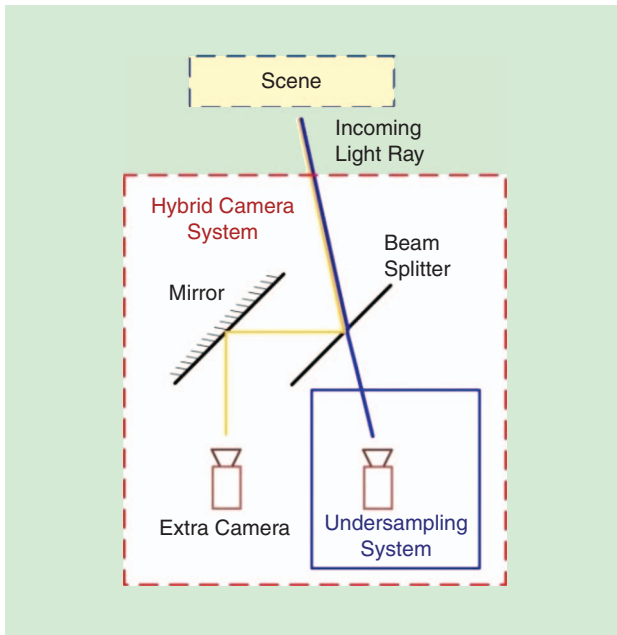 Scene
Incoming
Light Ray
Hybrid Camera
System
Beam
Splitter
Mirror
Extra Camera
Undersampling
System